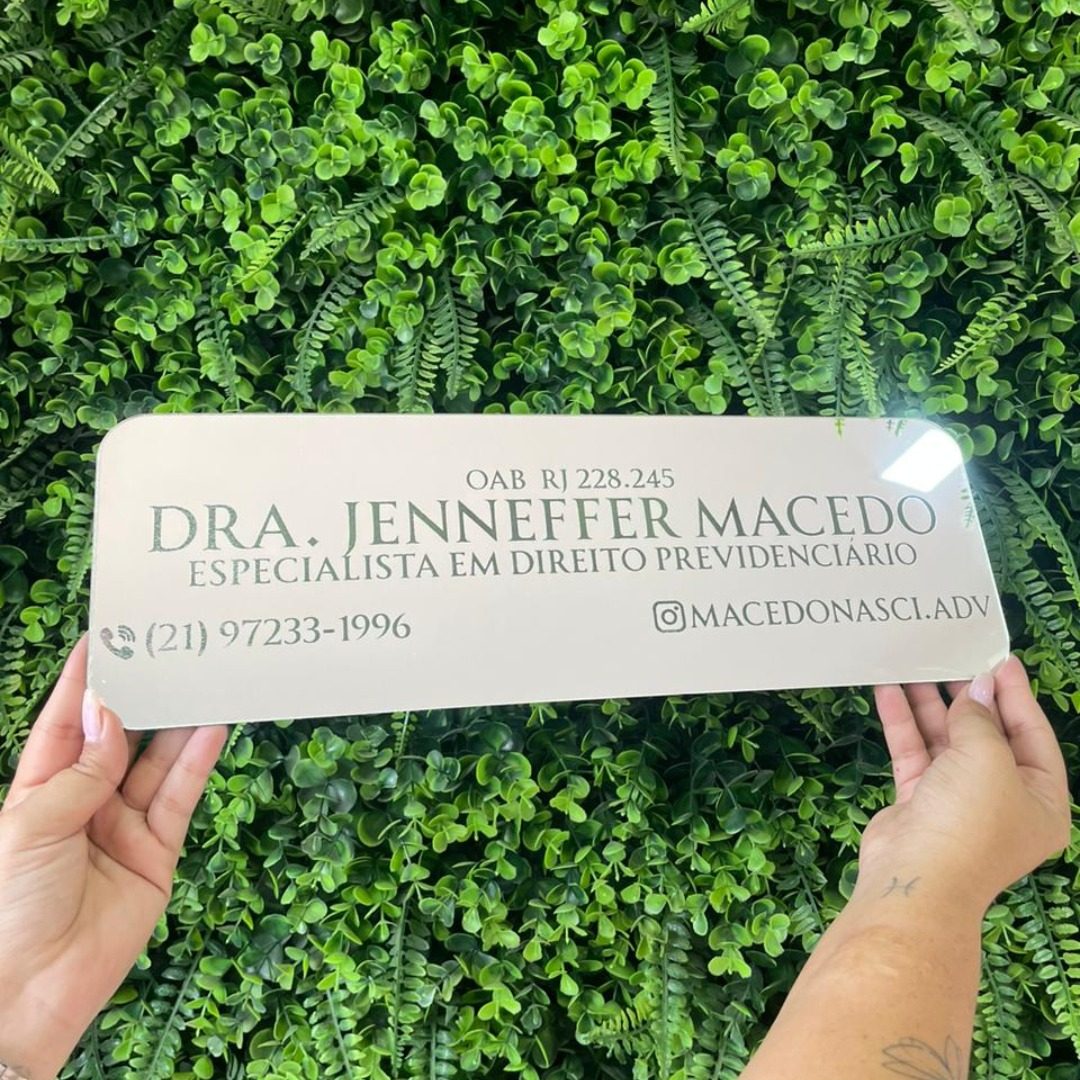 OAB RJ 228.245
DRA. JENNEFFER MACEDO
ESPECIALISTA EM DIREITO PREVIDENCIÁRIO
(21) 97233-1996
MACEDONASCI.ADV